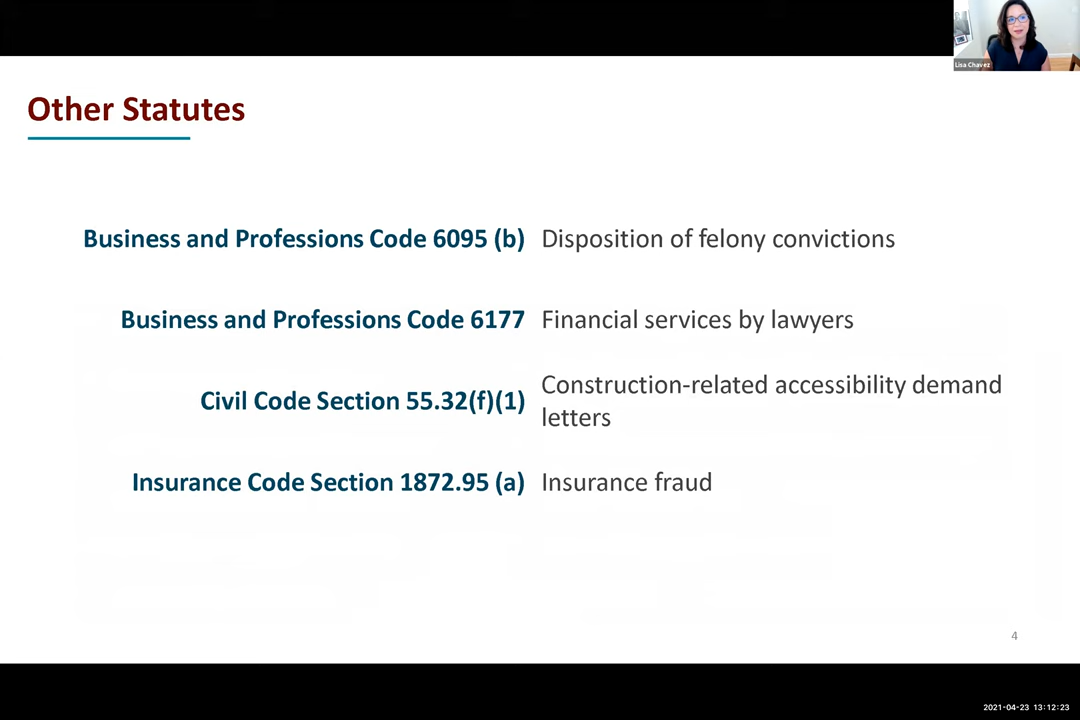 Lisa Chavez
Other Statutes
Business and Professions Code 6095 (b) Disposition of felony convictions
Business and Professions Code 6177 Financial services by lawyers
Civil Code Section 55.32(f)(1) Construction-related accessibility demand
letters
Insurance Code Section 1872.95 (a) Insurance fraud
4
2021-04-23 13:12:23